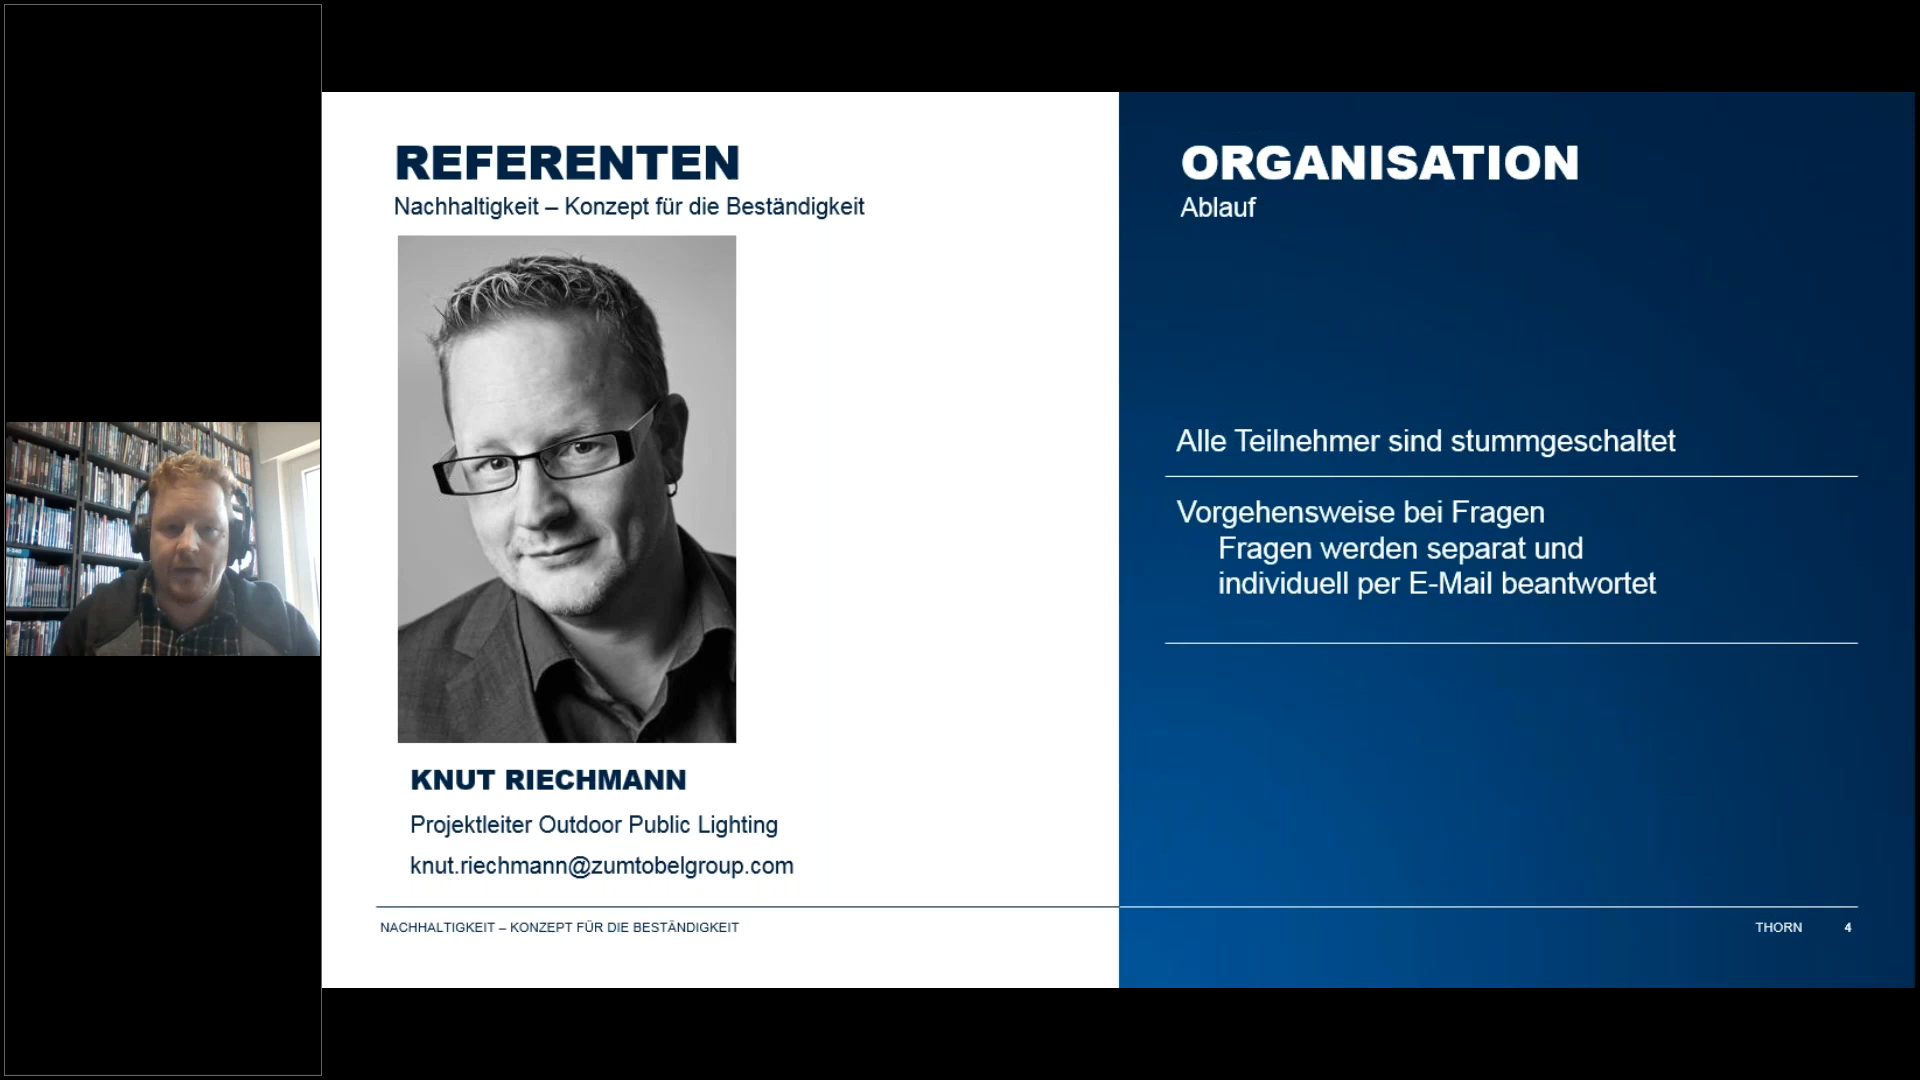 REFERENTEN
Nachhaltigkeit – Konzept für die Beständigkeit
KNUT RIECHMANN
Projektleiter Outdoor Public Lighting
knut.riechmann@zumtobelgroup.com
ORGANISATION
Ablauf
Alle Teilnehmer sind stummgeschaltet
Vorgehensweise bei Fragen
Fragen werden separat und
individuell per E-Mail beantwortet
NACHHALTIGKEIT – KONZEPT FÜR DIE BESTÄNDIGKEIT
THORN 4